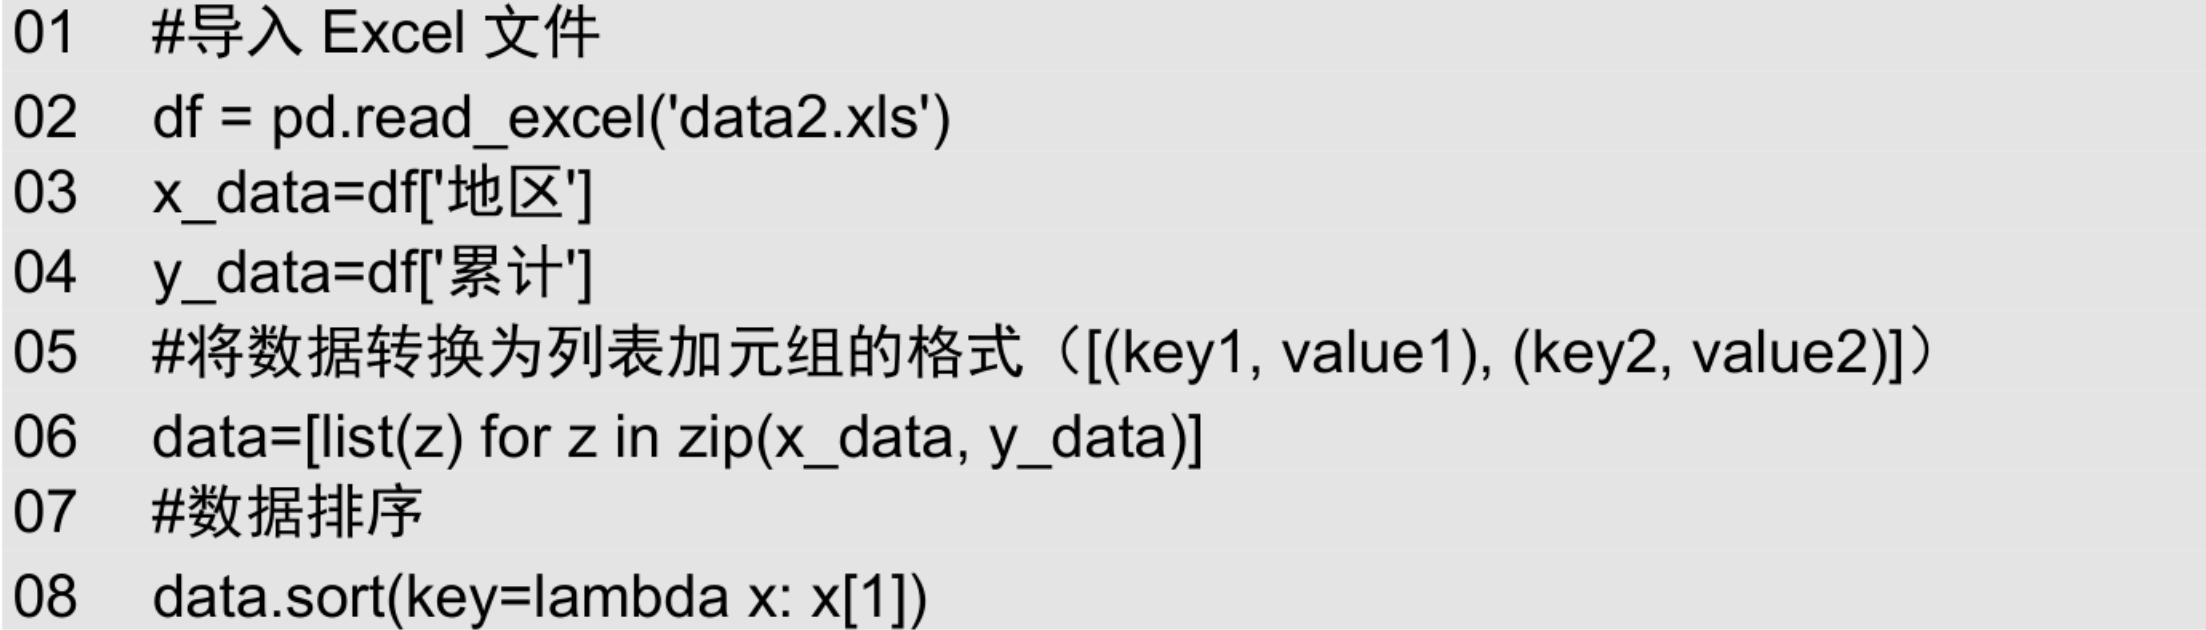 01 #导入 Excel 文件
02 df = pd.read_excel('data2.xls')
03 x_data=df['地区']
04 y_data=df['累计']
05 #将数据转换为列表加元组的格式（[(key1, value1), (key2, value2)]）
06 data=[list(z) for z in zip(x_data, y_data)]
07 #数据排序
08 data.sort(key=lambda x: x[1])